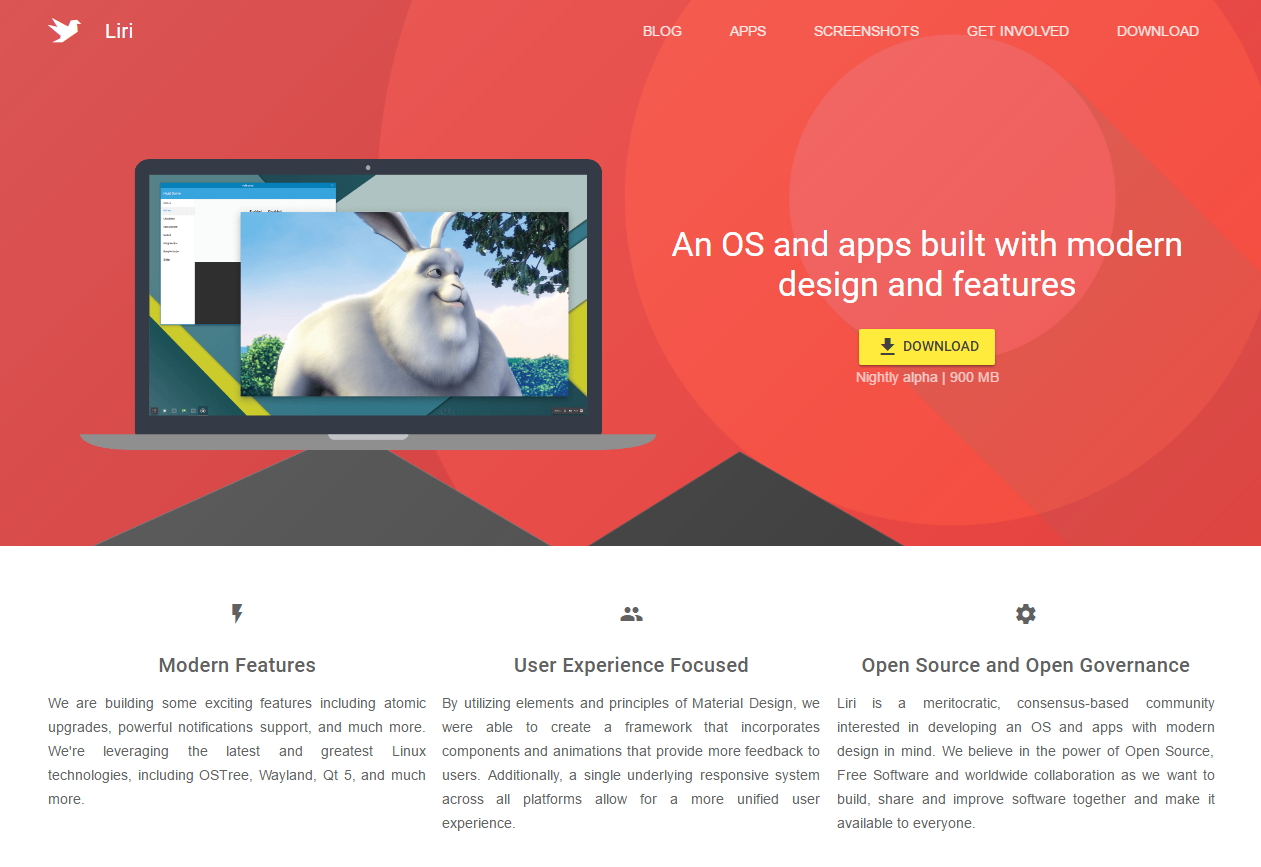 Liri
BLOG APPS SCREENSHOTS GET INVOLVED DOWNLOAD
An OS and apps built with modern
design and features
DOWNLOAD
Nightly alpha | 900 MB
Modern Features
We are building some exciting features including atomic
upgrades, powerful notifications support, and much more.
We're leveraging the latest and greatest Linux
technologies, including OSTree, Wayland, Qt 5, and much
more.
User Experience Focused
By utilizing elements and principles of Material Design, we
were able to create a framework that incorporates
components and animations that provide more feedback to
users. Additionally, a single underlying responsive system
across all platforms allow for a more unified user
experience.
Open Source and Open Governance
Liri is a meritocratic, consensus-based community
interested in developing an OS and apps with modern
design in mind. We believe in the power of Open Source,
Free Software and worldwide collaboration as we want to
build, share and improve software together and make it
available to everyone.